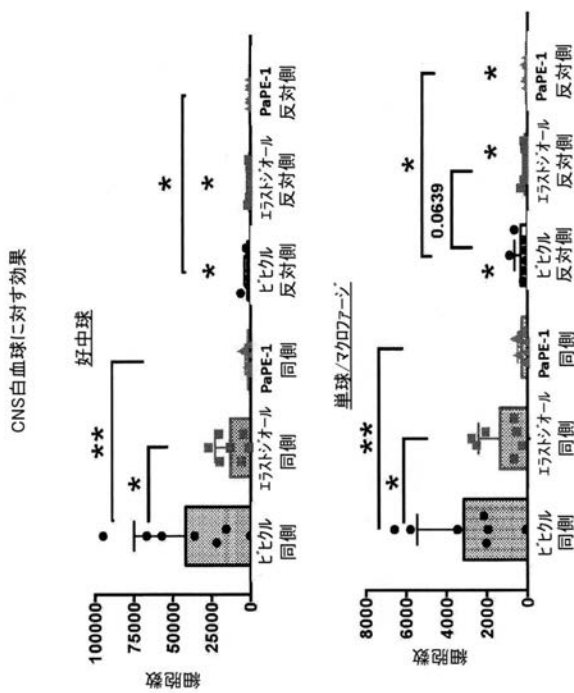 CNS白血球に対す効果
好中球
**
*
*
*
*
細胞数
100000
75000
50000
25000
0
ビヒクル
同側
エラストジオール
同側
PaPE-1
同側
ビヒクル
反対側
エラストジオール
反対側
PaPE-1
反対側
単球/マクロファージ
**
*
*
0.0639
*
*
*
細胞数
8000
6000
4000
2000
0
ビヒクル
同側
エラストジオール
同側
PaPE-1
同側
ビヒクル
反対側
エラストジオール
反対側
PaPE-1
反対側